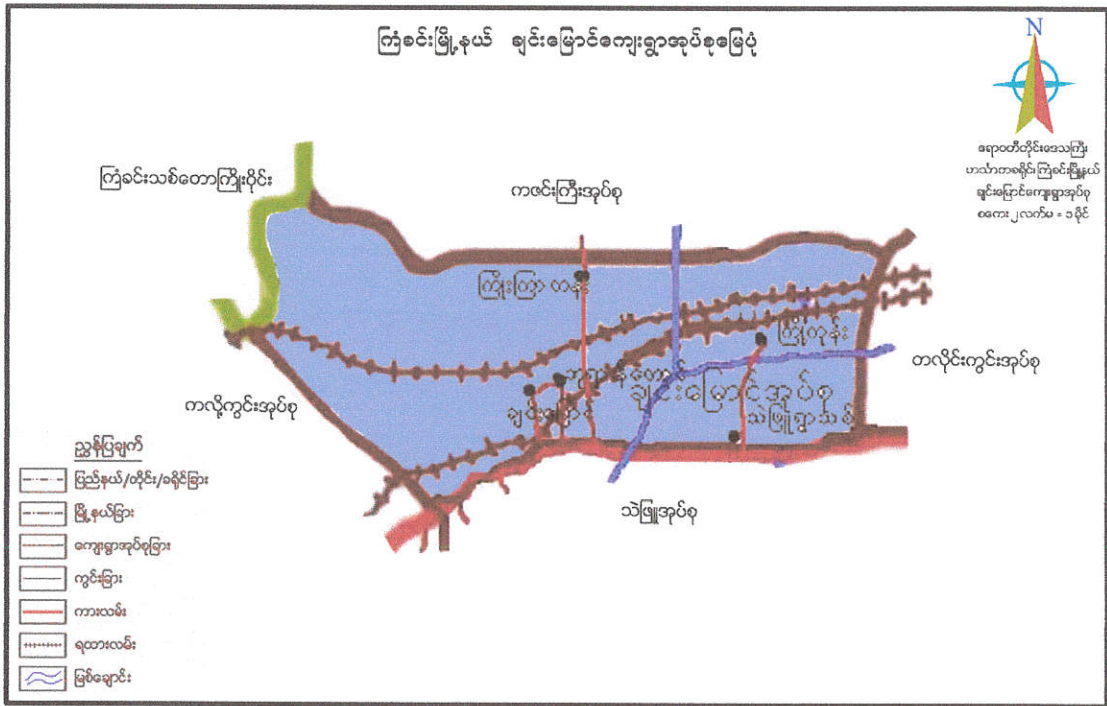 ကြံခင်းမြို့နယ် ချင်းမြောင်ကျေးရွာအုပ်စုမြေပုံ
N
ဧရာဝတီတိုင်းဒေသကြီး
ဟင်္သာတခရိုင်၊ ကြံခင်းမြို့နယ်
ချင်းမြောင်ကျေးရွာအုပ်စု
စကေး ၂ လက်မ = ၁ မိုင်
ကြံခင်းသစ်တောကြိုးဝိုင်း
ကဇင်းကြီးအုပ်စု
ကြိုးကြာတန်း
ကြို့ကုန်း
တလိုင်းကွင်းအုပ်စု
ချင်းမြောင်အုပ်စု
ကလို့ကွင်းအုပ်စု
ချင်းမြောင်
သဲဖြူရွာသစ်
သဲဖြူအုပ်စု
ညွှန်ပြချက်
ပြည်နယ်/တိုင်း/ခရိုင်ခြား
မြို့နယ်ခြား
ကျေးရွာအုပ်စုခြား
ကွင်းခြား
ကားလမ်း
ရထားလမ်း
မြစ်ချောင်း